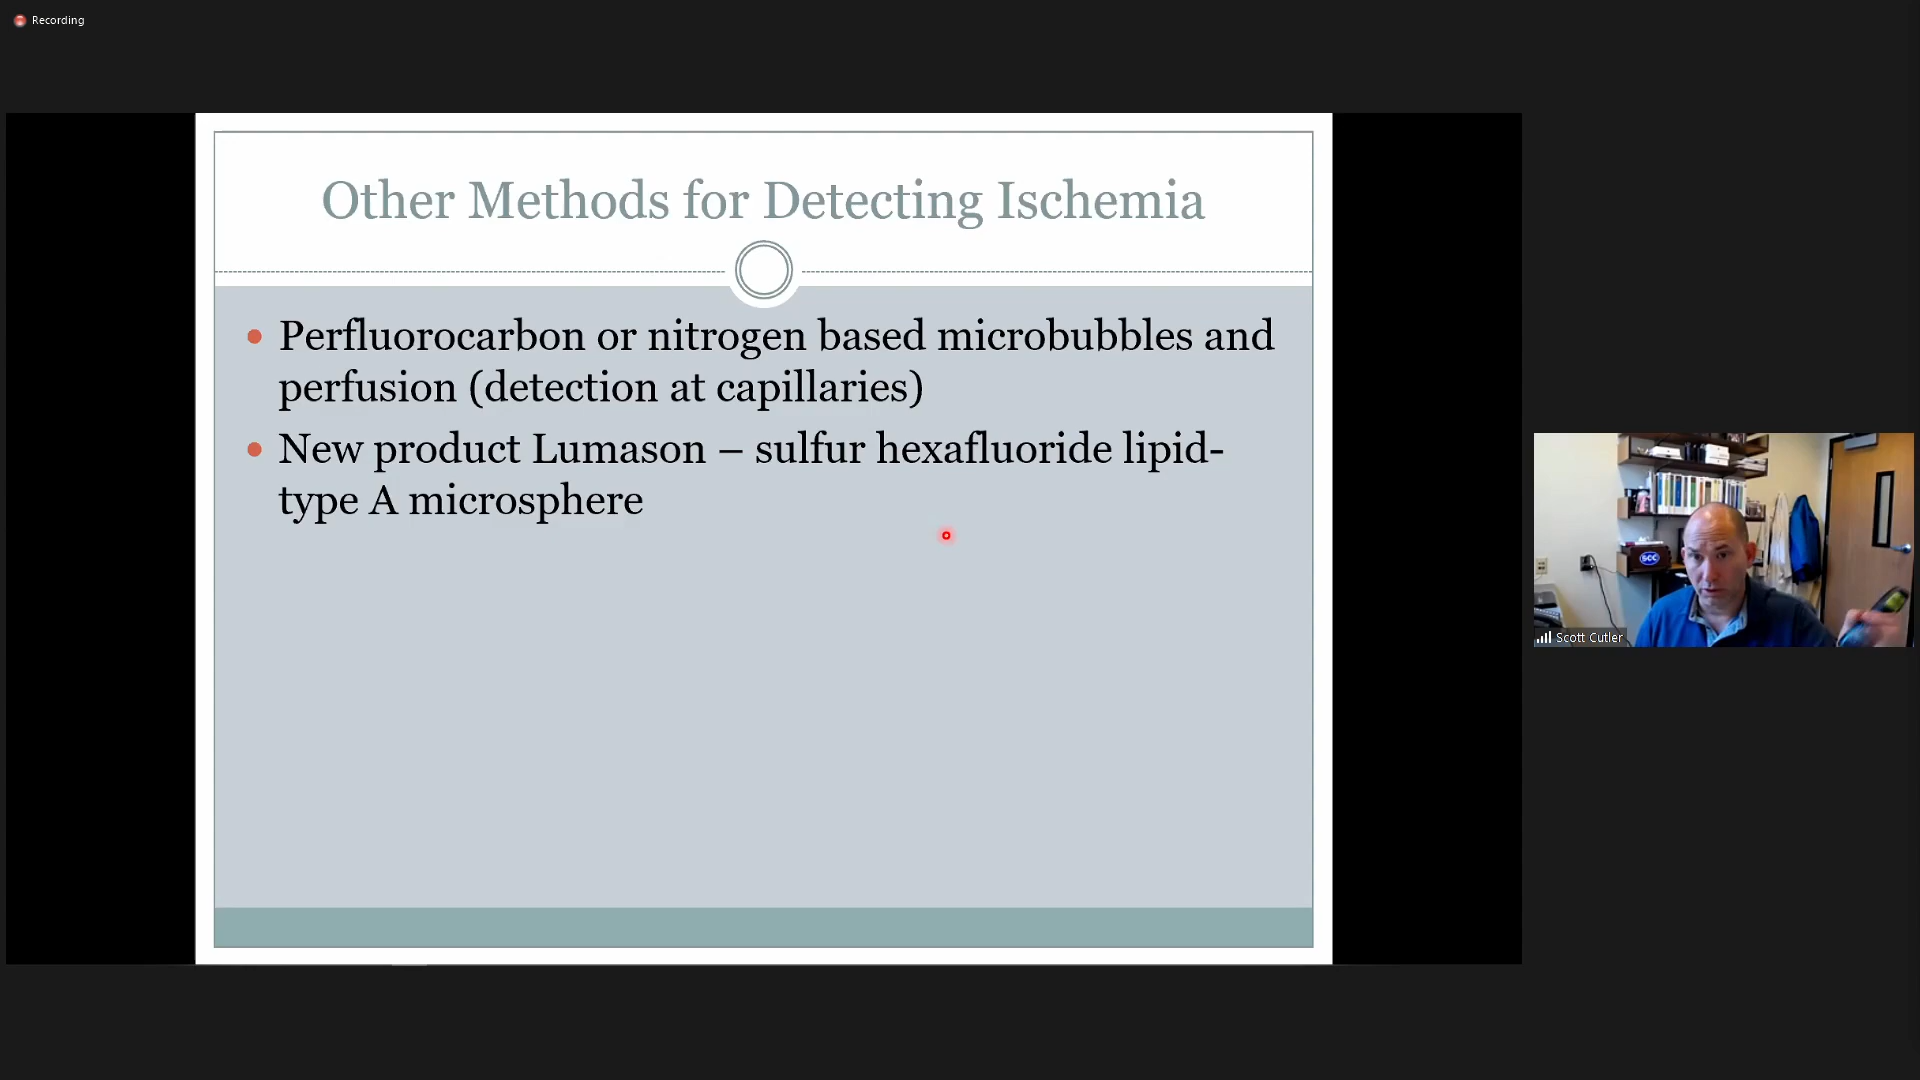 Recording
Other Methods for Detecting Ischemia
Perfluorocarbon or nitrogen based microbubbles and
perfusion (detection at capillaries)
New product Lumason – sulfur hexafluoride lipid-
type A microsphere
SCC
Scott Cutler